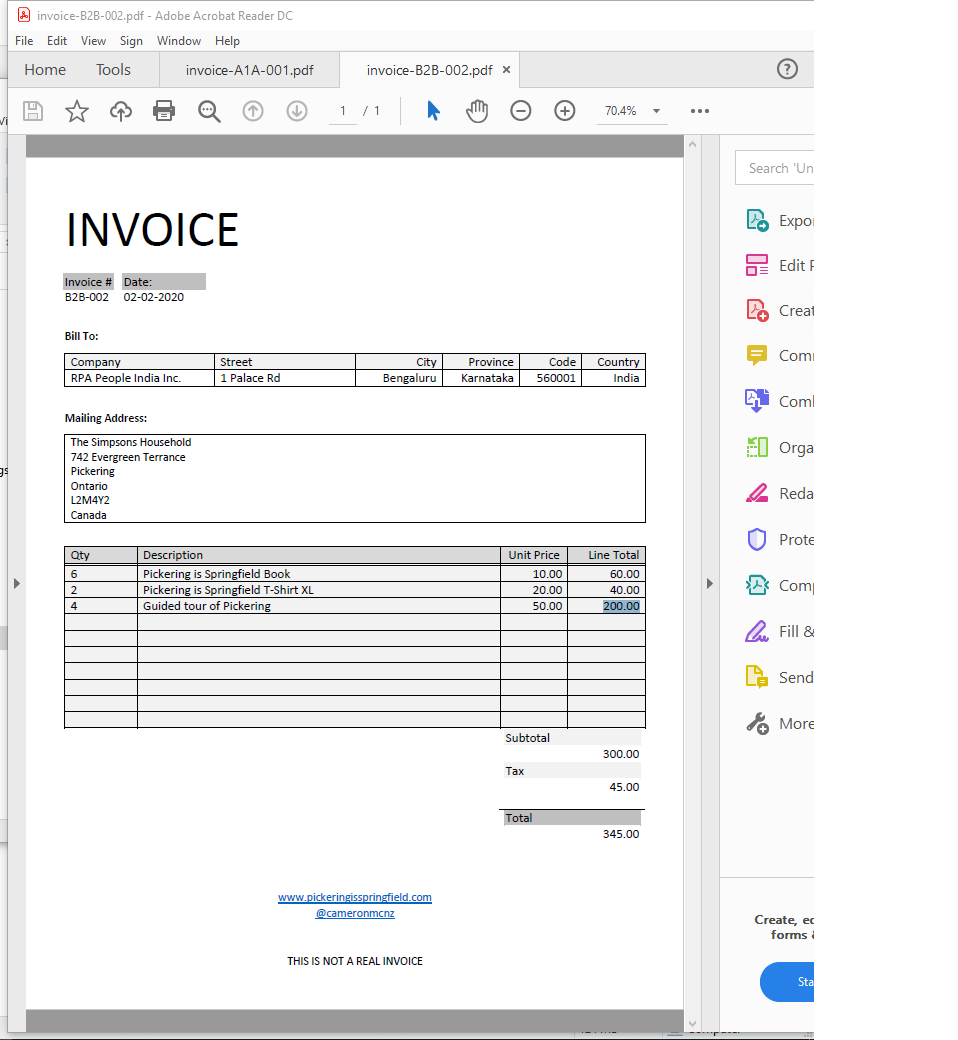 invoice-B2B-002.pdf - Adobe Acrobat Reader DC
File Edit View Sign Window Help
Home Tools invoice-A1A-001.pdf invoice-B2B-002.pdf ×
1 / 1 70.4%
Search 'Un
INVOICE
Expor
Invoice # Date:
B2B-002 02-02-2020
Edit P
Creat
Bill To:
Company Street City Province Code Country
RPA People India Inc. 1 Palace Rd Bengaluru Karnataka 560001 India
Comm
Coml
Mailing Address:
The Simpsons Household
742 Evergreen Terrance
Pickering
Ontario
L2M4Y2
Canada
Orga
Reda
Prote
Qty Description Unit Price Line Total
6 Pickering is Springfield Book 10.00 60.00
2 Pickering is Springfield T-Shirt XL 20.00 40.00
4 Guided tour of Pickering 50.00 200.00
Comp
Fill &
Send
More
Subtotal
300.00
Tax
45.00
Total
345.00
www.pickeringisspringfield.com
@cameronmcnz
THIS IS NOT A REAL INVOICE
Create, ed
forms &
Sta